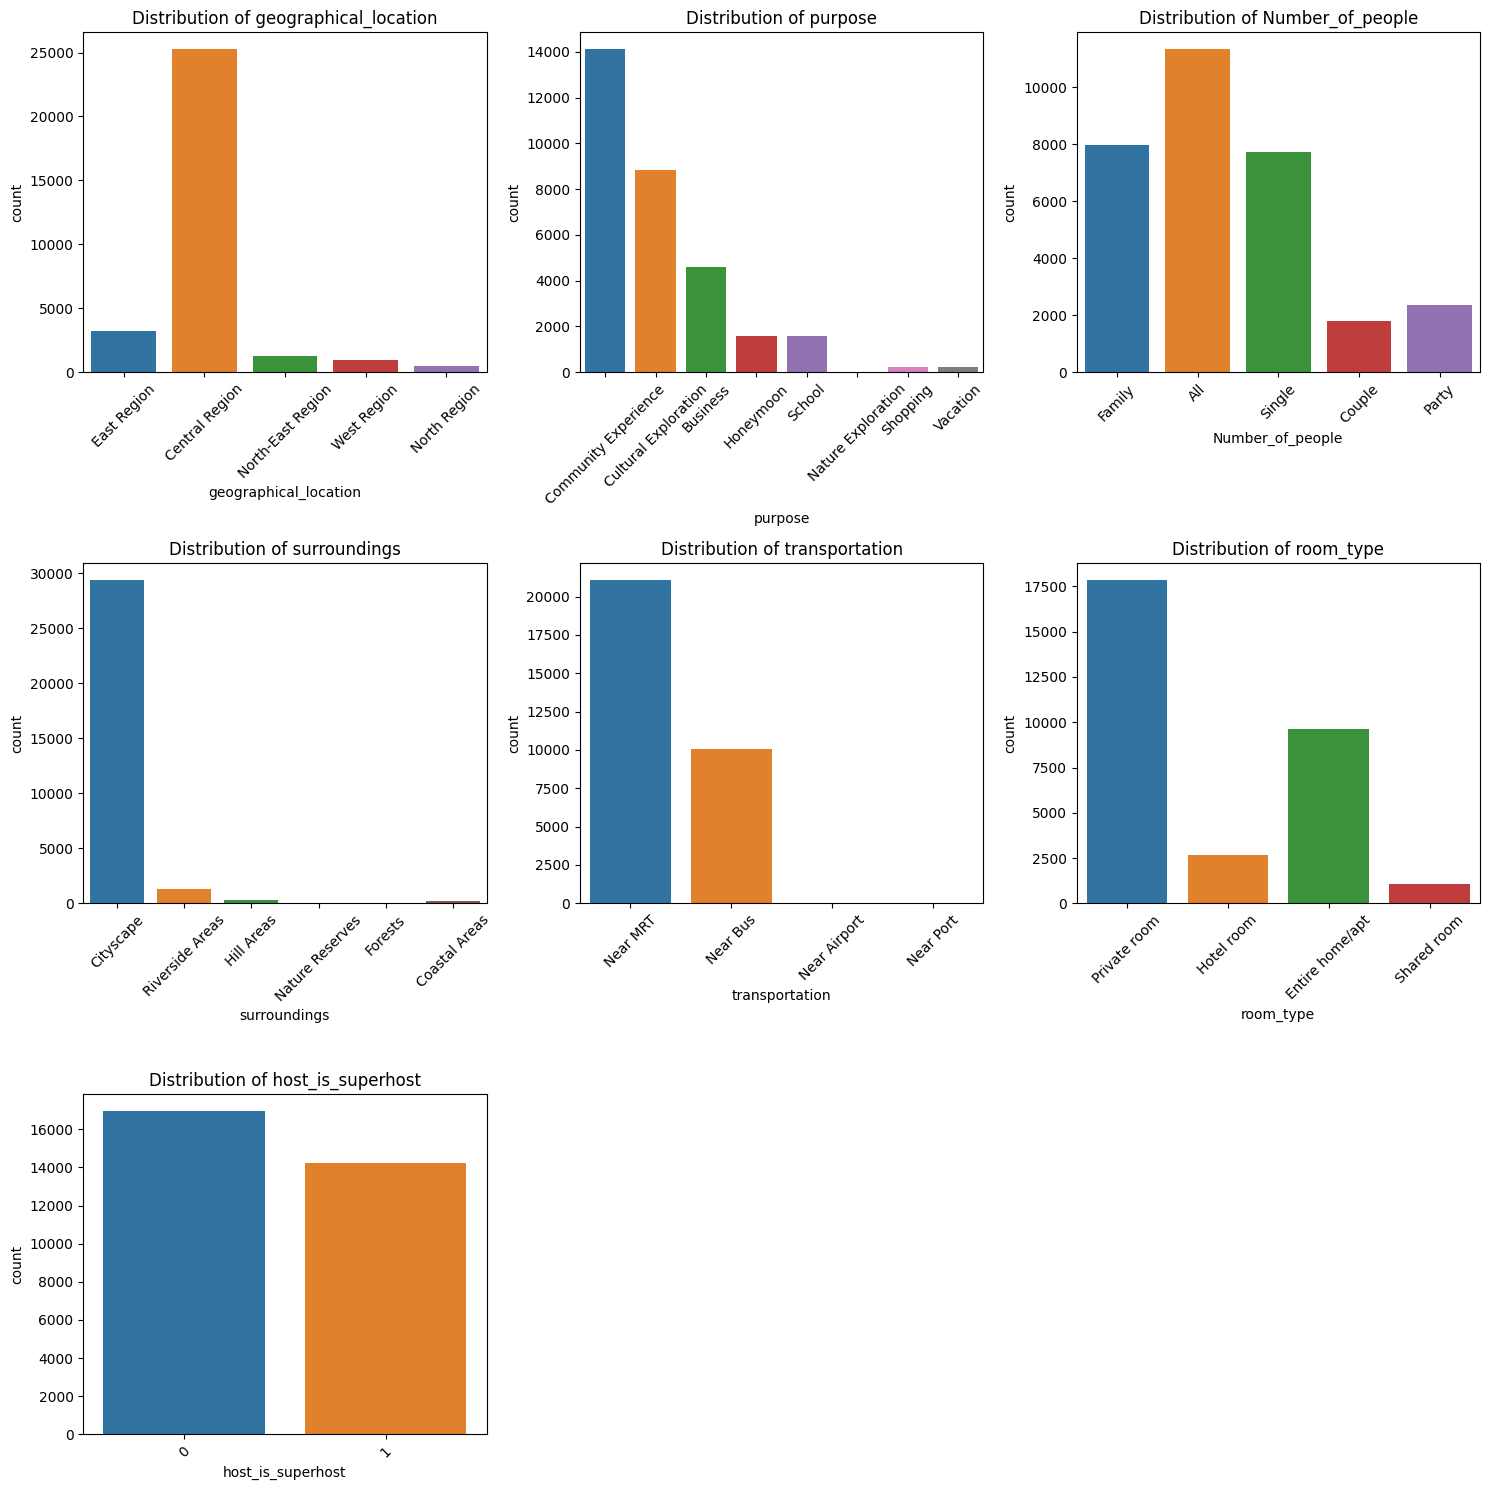 Distribution of geographical_location
count
25000
20000
15000
10000
5000
0
East Region
Central Region
North-East Region
West Region
North Region
geographical_location
Distribution of purpose
count
14000
12000
10000
8000
6000
4000
2000
0
Community Experience
Cultural Exploration
Business
Honeymoon
School
Nature Exploration
Shopping
Vacation
purpose
Distribution of Number_of_people
count
10000
8000
6000
4000
2000
0
Family
All
Single
Couple
Party
Number_of_people
Distribution of surroundings
count
30000
25000
20000
15000
10000
5000
0
Cityscape
Riverside Areas
Hill Areas
Nature Reserves
Forests
Coastal Areas
surroundings
Distribution of transportation
count
20000
17500
15000
12500
10000
7500
5000
2500
0
Near MRT
Near Bus
Near Airport
Near Port
transportation
Distribution of room_type
count
17500
15000
12500
10000
7500
5000
2500
0
Private room
Hotel room
Entire home/apt
Shared room
room_type
Distribution of host_is_superhost
count
16000
14000
12000
10000
8000
6000
4000
2000
0
0
1
host_is_superhost